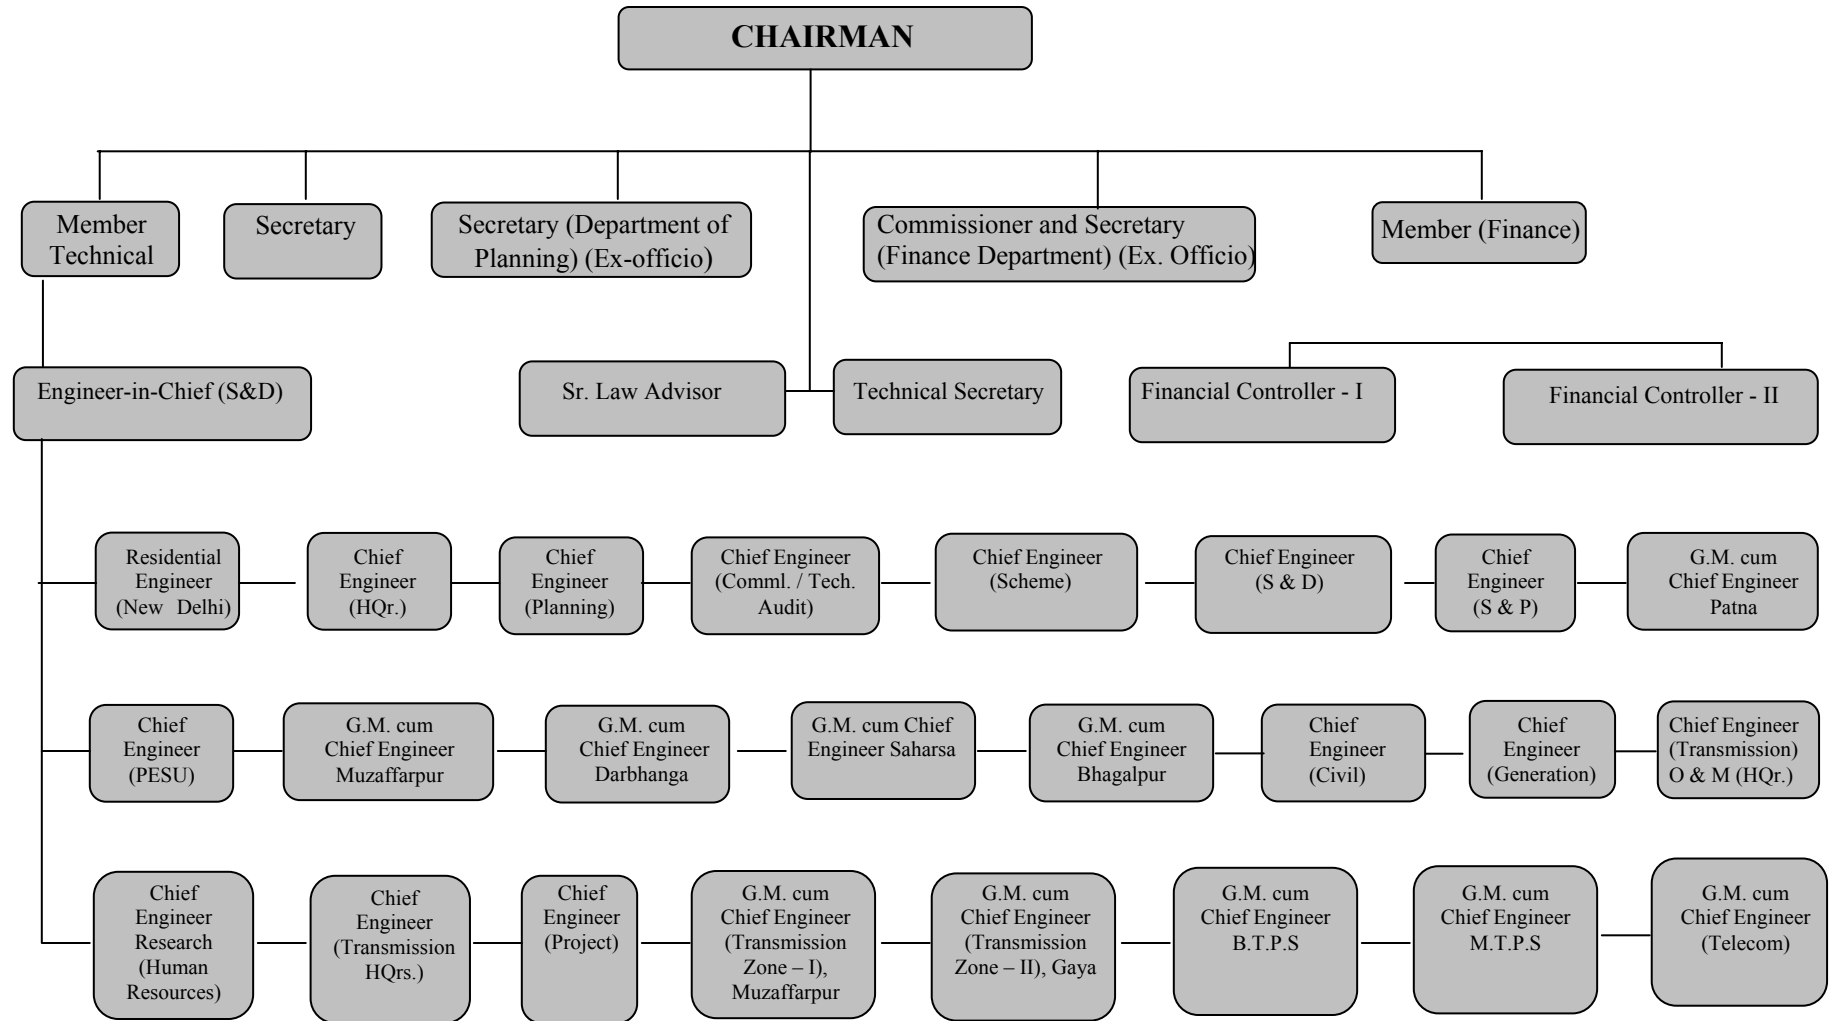 CHAIRMAN
Member
Technical
Secretary
Secretary (Department of
Planning) (Ex-officio)
Commissioner and Secretary
(Finance Department) (Ex. Officio)
Member (Finance)
Engineer-in-Chief (S&D)
Sr. Law Advisor
Technical Secretary
Financial Controller - I
Financial Controller - II
Residential
Engineer
(New Delhi)
Chief
Engineer
(HQr.)
Chief
Engineer
(Planning)
Chief Engineer
(Comml. / Tech.
Audit)
Chief Engineer
(Scheme)
Chief Engineer
(S & D)
Chief
Engineer
(S & P)
G.M. cum
Chief Engineer
Patna
Chief
Engineer
(PESU)
G.M. cum
Chief Engineer
Muzaffarpur
G.M. cum
Chief Engineer
Darbhanga
G.M. cum Chief
Engineer Saharsa
G.M. cum
Chief Engineer
Bhagalpur
Chief
Engineer
(Civil)
Chief
Engineer
(Generation)
Chief Engineer
(Transmission)
O & M (HQr.)
Chief
Engineer
Research
(Human
Resources)
Chief
Engineer
(Transmission
HQrs.)
Chief
Engineer
(Project)
G.M. cum
Chief Engineer
(Transmission
Zone – I),
Muzaffarpur
G.M. cum
Chief Engineer
(Transmission
Zone – II), Gaya
G.M. cum
Chief Engineer
B.T.P.S
G.M. cum
Chief Engineer
M.T.P.S
G.M. cum
Chief Engineer
(Telecom)